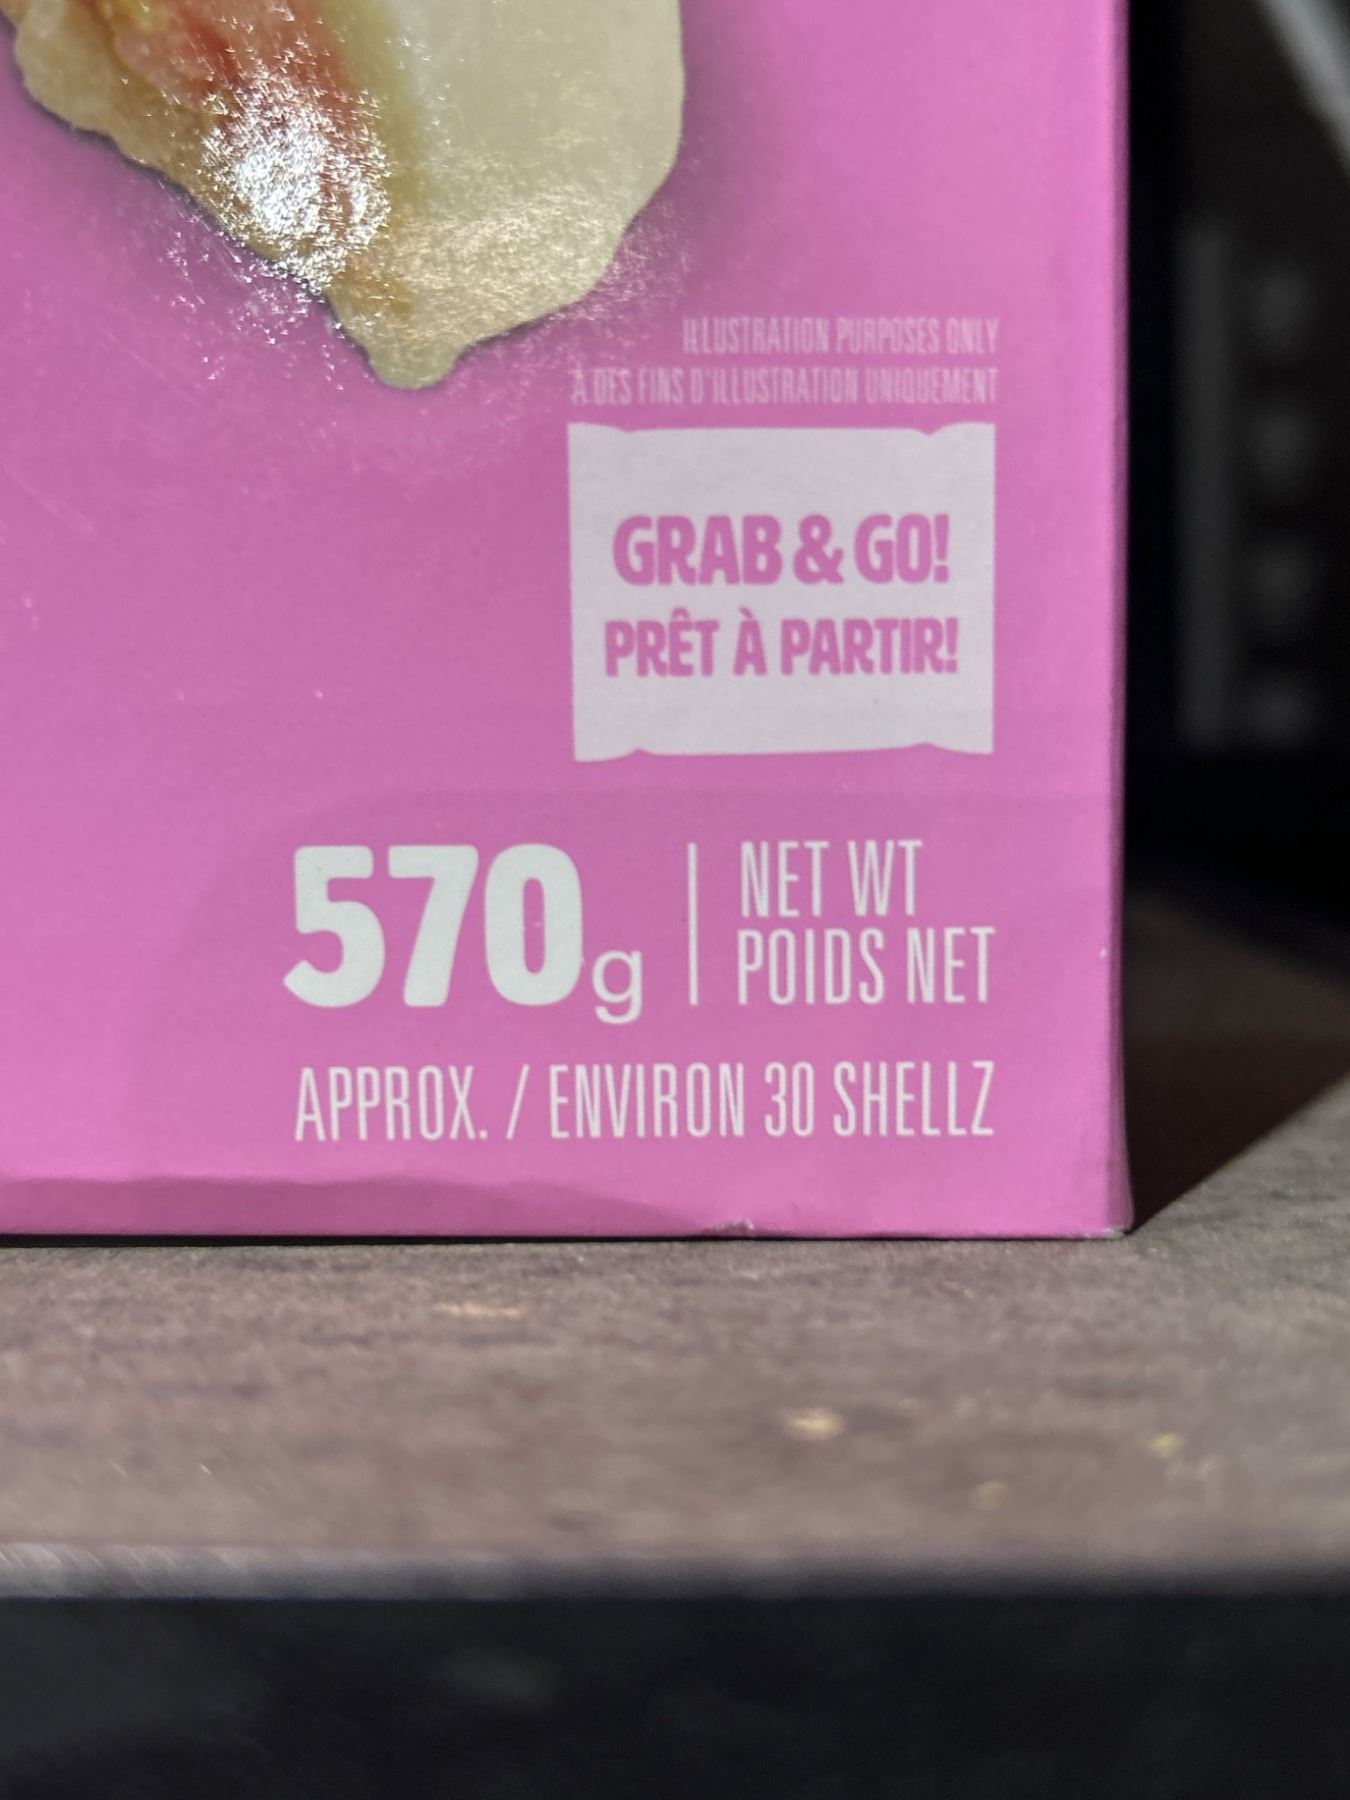 ILLUSTRATION PURPOSES ONLY
À DES FINS D'ILLUSTRATION UNIQUEMENT
GRAB & GO!
PRÊT À PARTIR!
570g
NET WT
POIDS NET
APPROX. / ENVIRON 30 SHELLZ